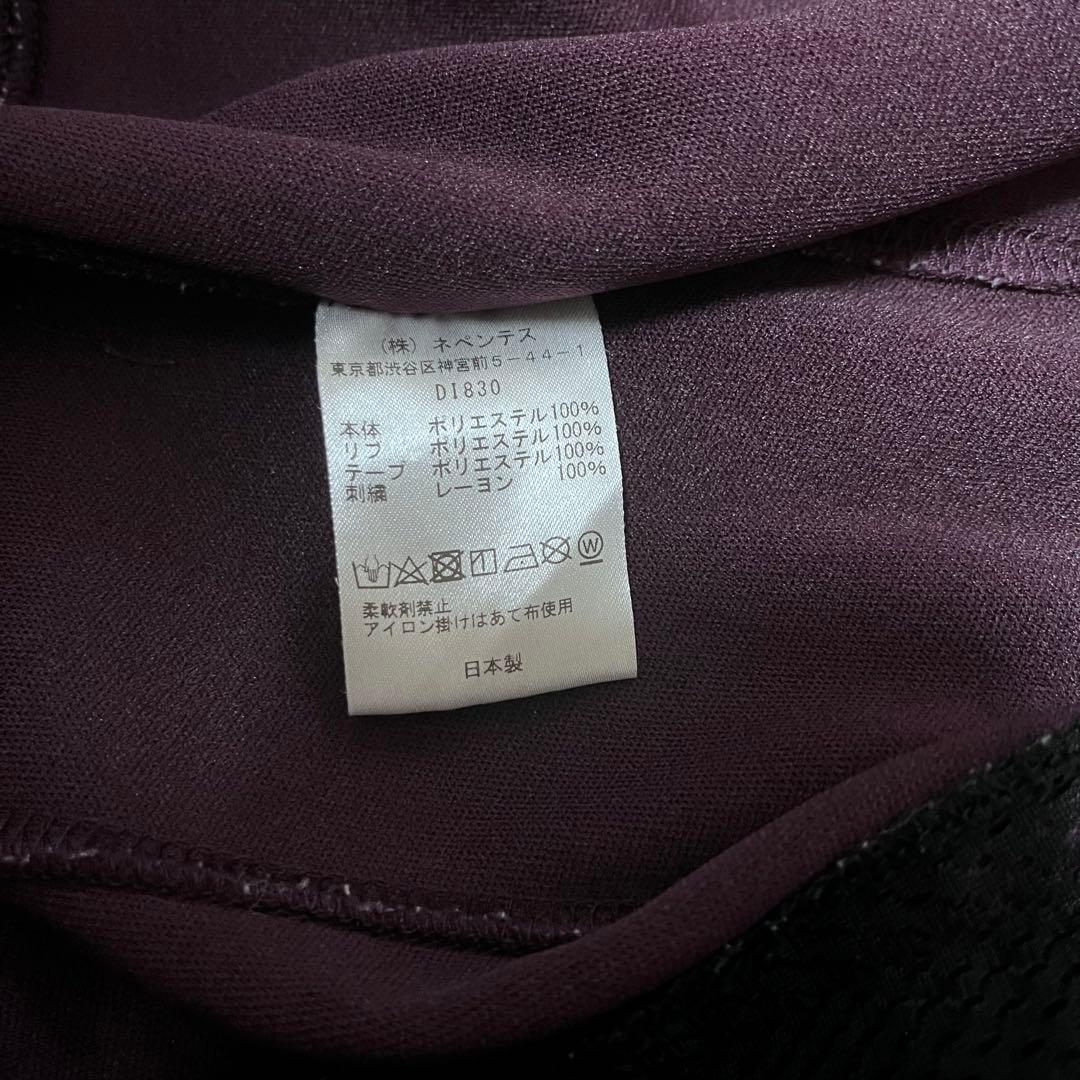 （株）ネペンテス
東京都渋谷区神宮前５－４４－１
DI830
本体 ポリエステル100%
リブ ポリエステル100%
テープ ポリエステル100%
刺繍 レーヨン 100%
W
柔軟剤禁止
アイロン掛けはあて布使用
日本製